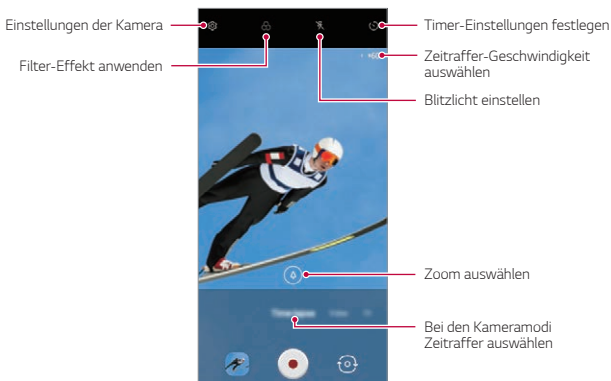 Einstellungen der Kamera
Filter-Effekt anwenden
Timer-Einstellungen festlegen
Zeitraffer-Geschwindigkeit
auswählen
Blitzlicht einstellen
Zoom auswählen
Bei den Kameramodi
Zeitraffer auswählen